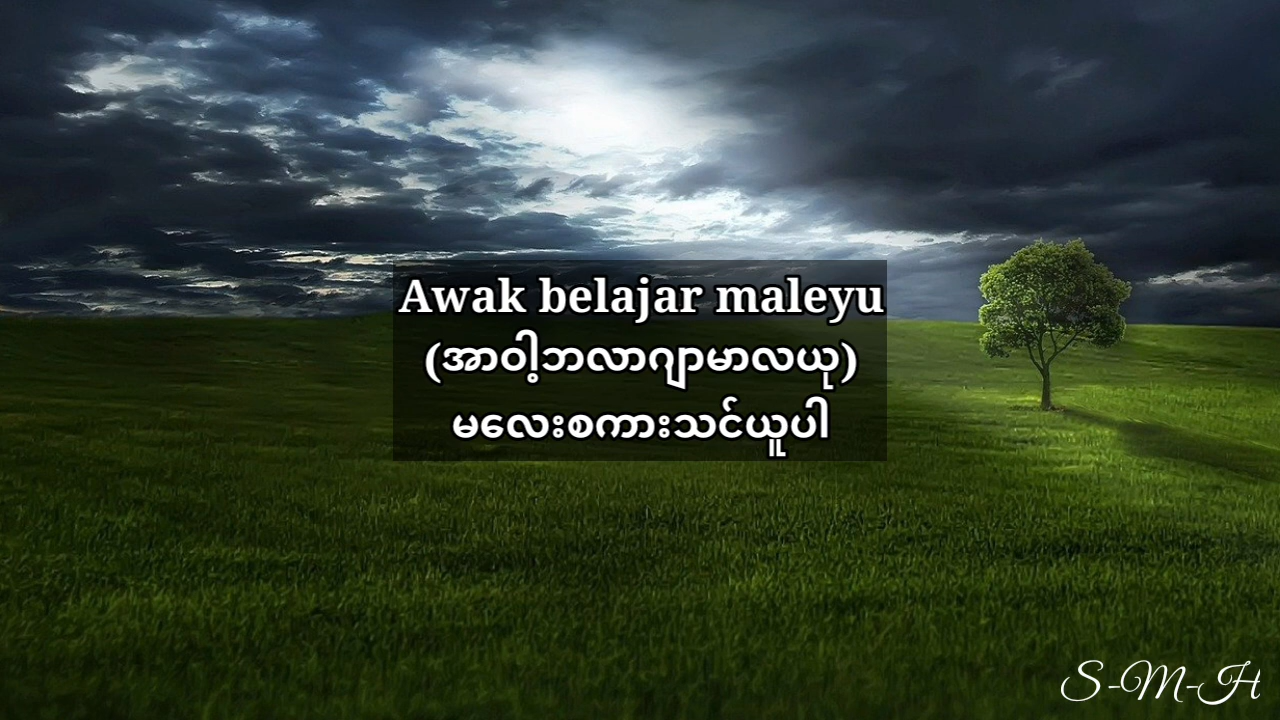 Awak belajar maleyu
(အာဝါ့ဘလာဂျာမာလယု)
မလေးစကားသင်ယူပါ
S-M-H